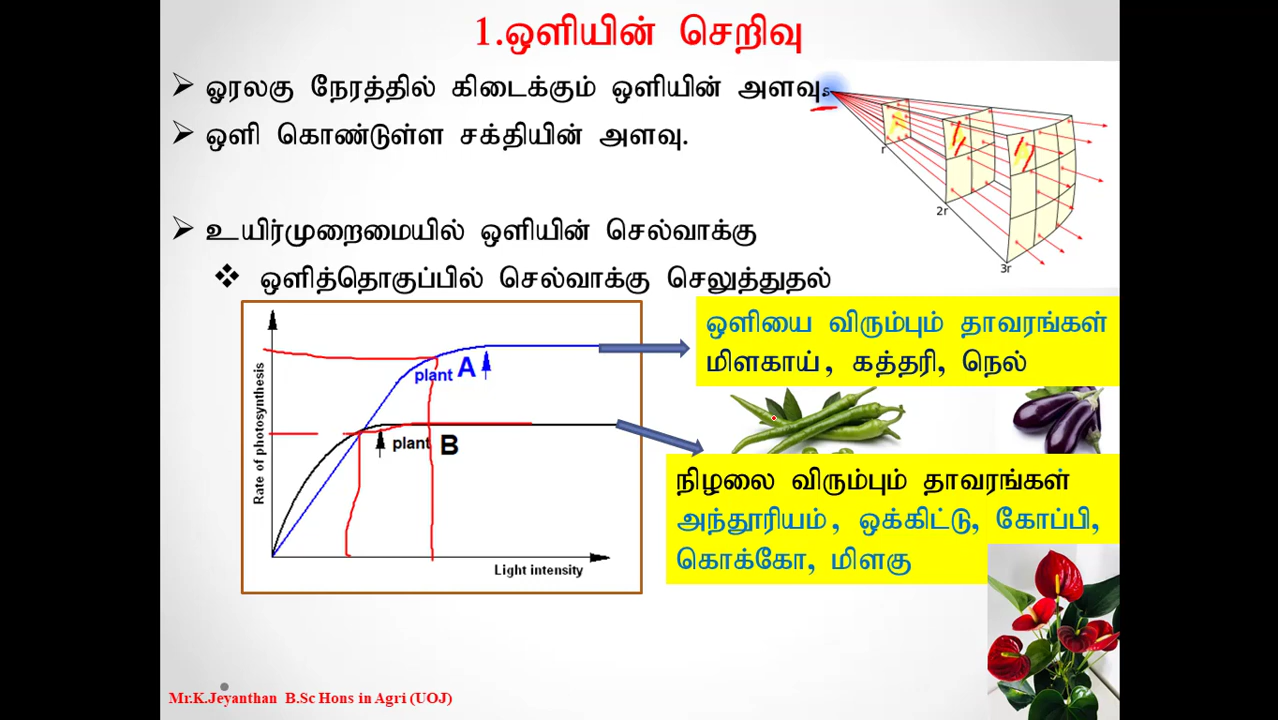 1.ஒளியின் செறிவு
➢ ஓரலகு நேரத்தில் கிடைக்கும் ஒளியின் அளவு.
➢ ஒளி கொண்டுள்ள சக்தியின் அளவு.
S
r
2r
3r
➢ உயிர்முறைமையில் ஒளியின் செல்வாக்கு
❖ ஒளித்தொகுப்பில் செல்வாக்கு செலுத்துதல்
Rate of photosynthesis
plant A
plant B
Light intensity
ஒளியை விரும்பும் தாவரங்கள்
மிளகாய், கத்தரி, நெல்
நிழலை விரும்பும் தாவரங்கள்
அந்தூரியம், ஒக்கிட்டு, கோப்பி,
கொக்கோ, மிளகு
Mr.K.Jeyanthan B.Sc Hons in Agri (UOJ)